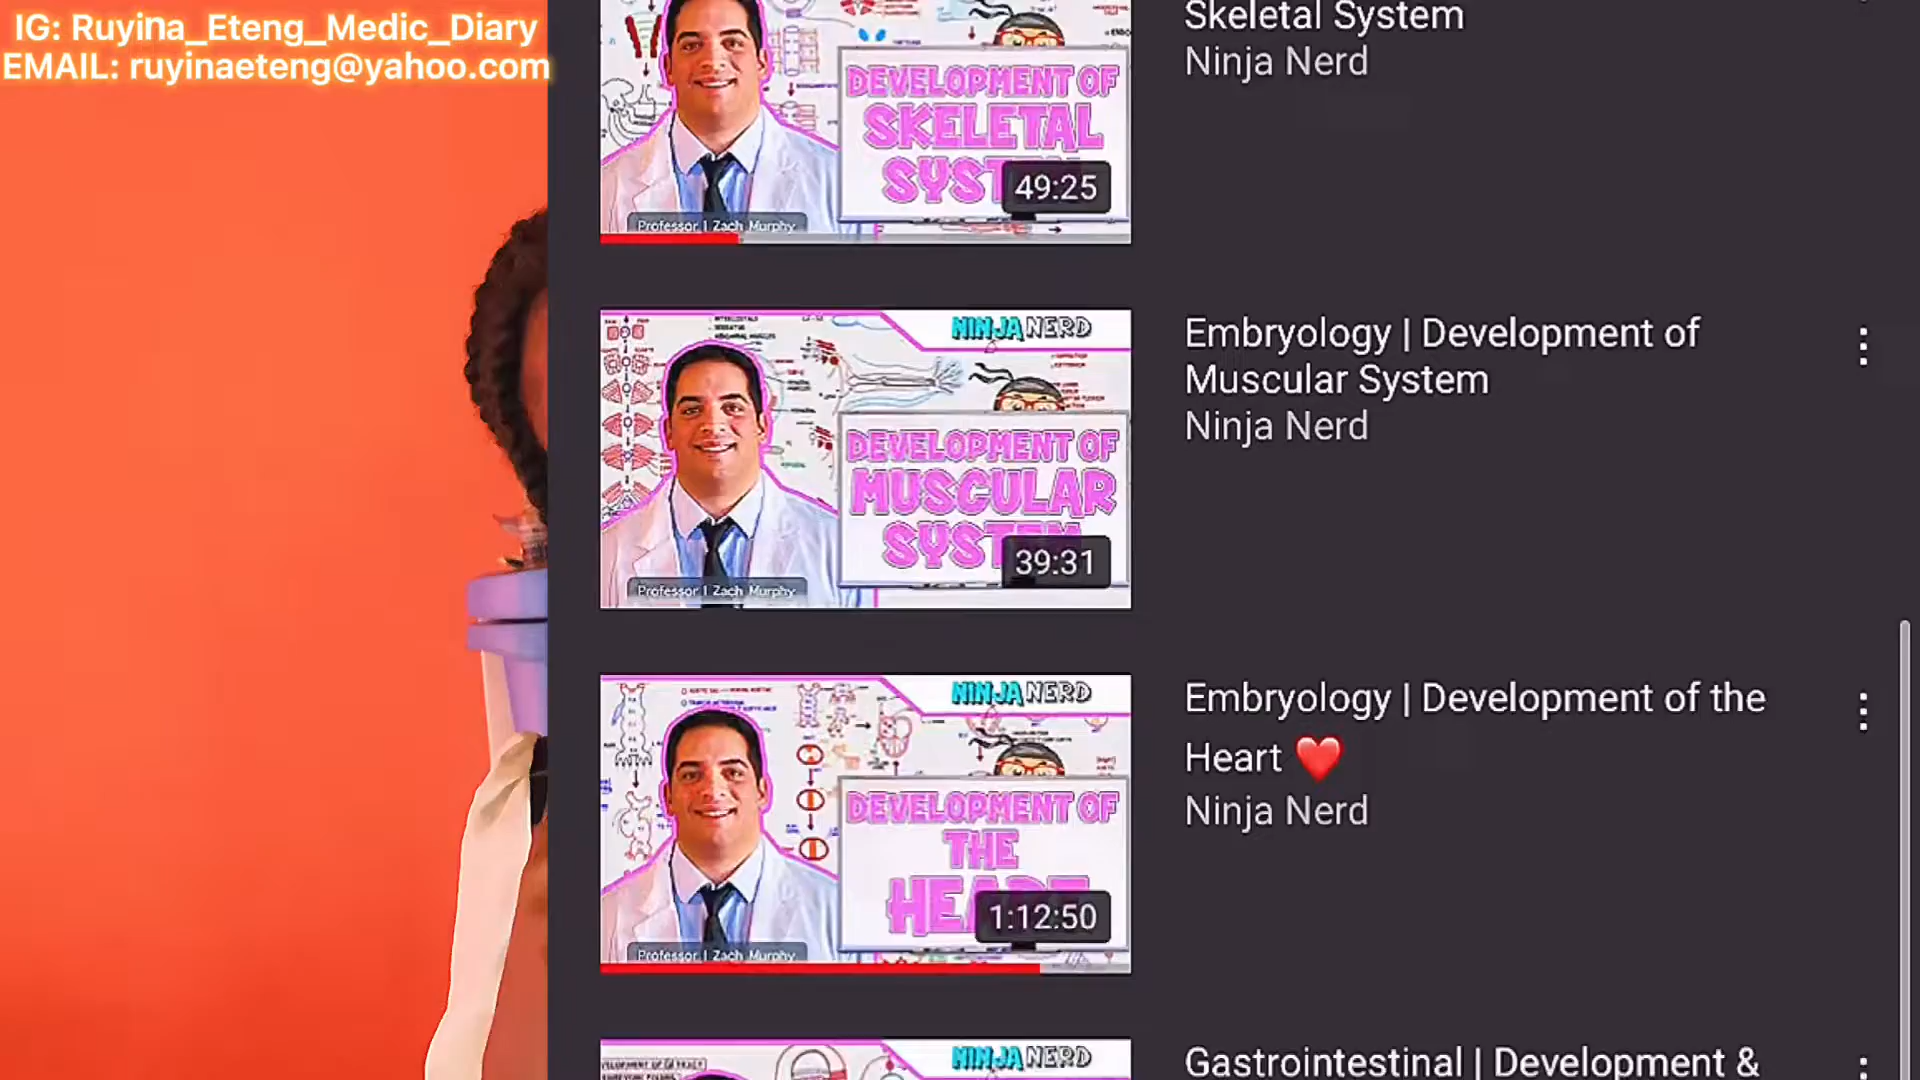 IG: Ruyina_Eteng_Medic_Diary
EMAIL: ruyinaeteng@yahoo.com
Skeletal System
Ninja Nerd
DEVELOPMENT OF
SKELETAL
49:25
Professor | Zach Murphy
Embryology | Development of
Muscular System
Ninja Nerd
NINJA NERD
DEVELOPMENT OF
MUSCULAR
SYSTEM
39:31
Professor | Zach Murphy
Embryology | Development of the
Heart ❤️
Ninja Nerd
NINJA NERD
DEVELOPMENT OF
THE
HEART
1:12:50
Professor | Zach Murphy
NINJA NERD
Gastrointestinal | Development &